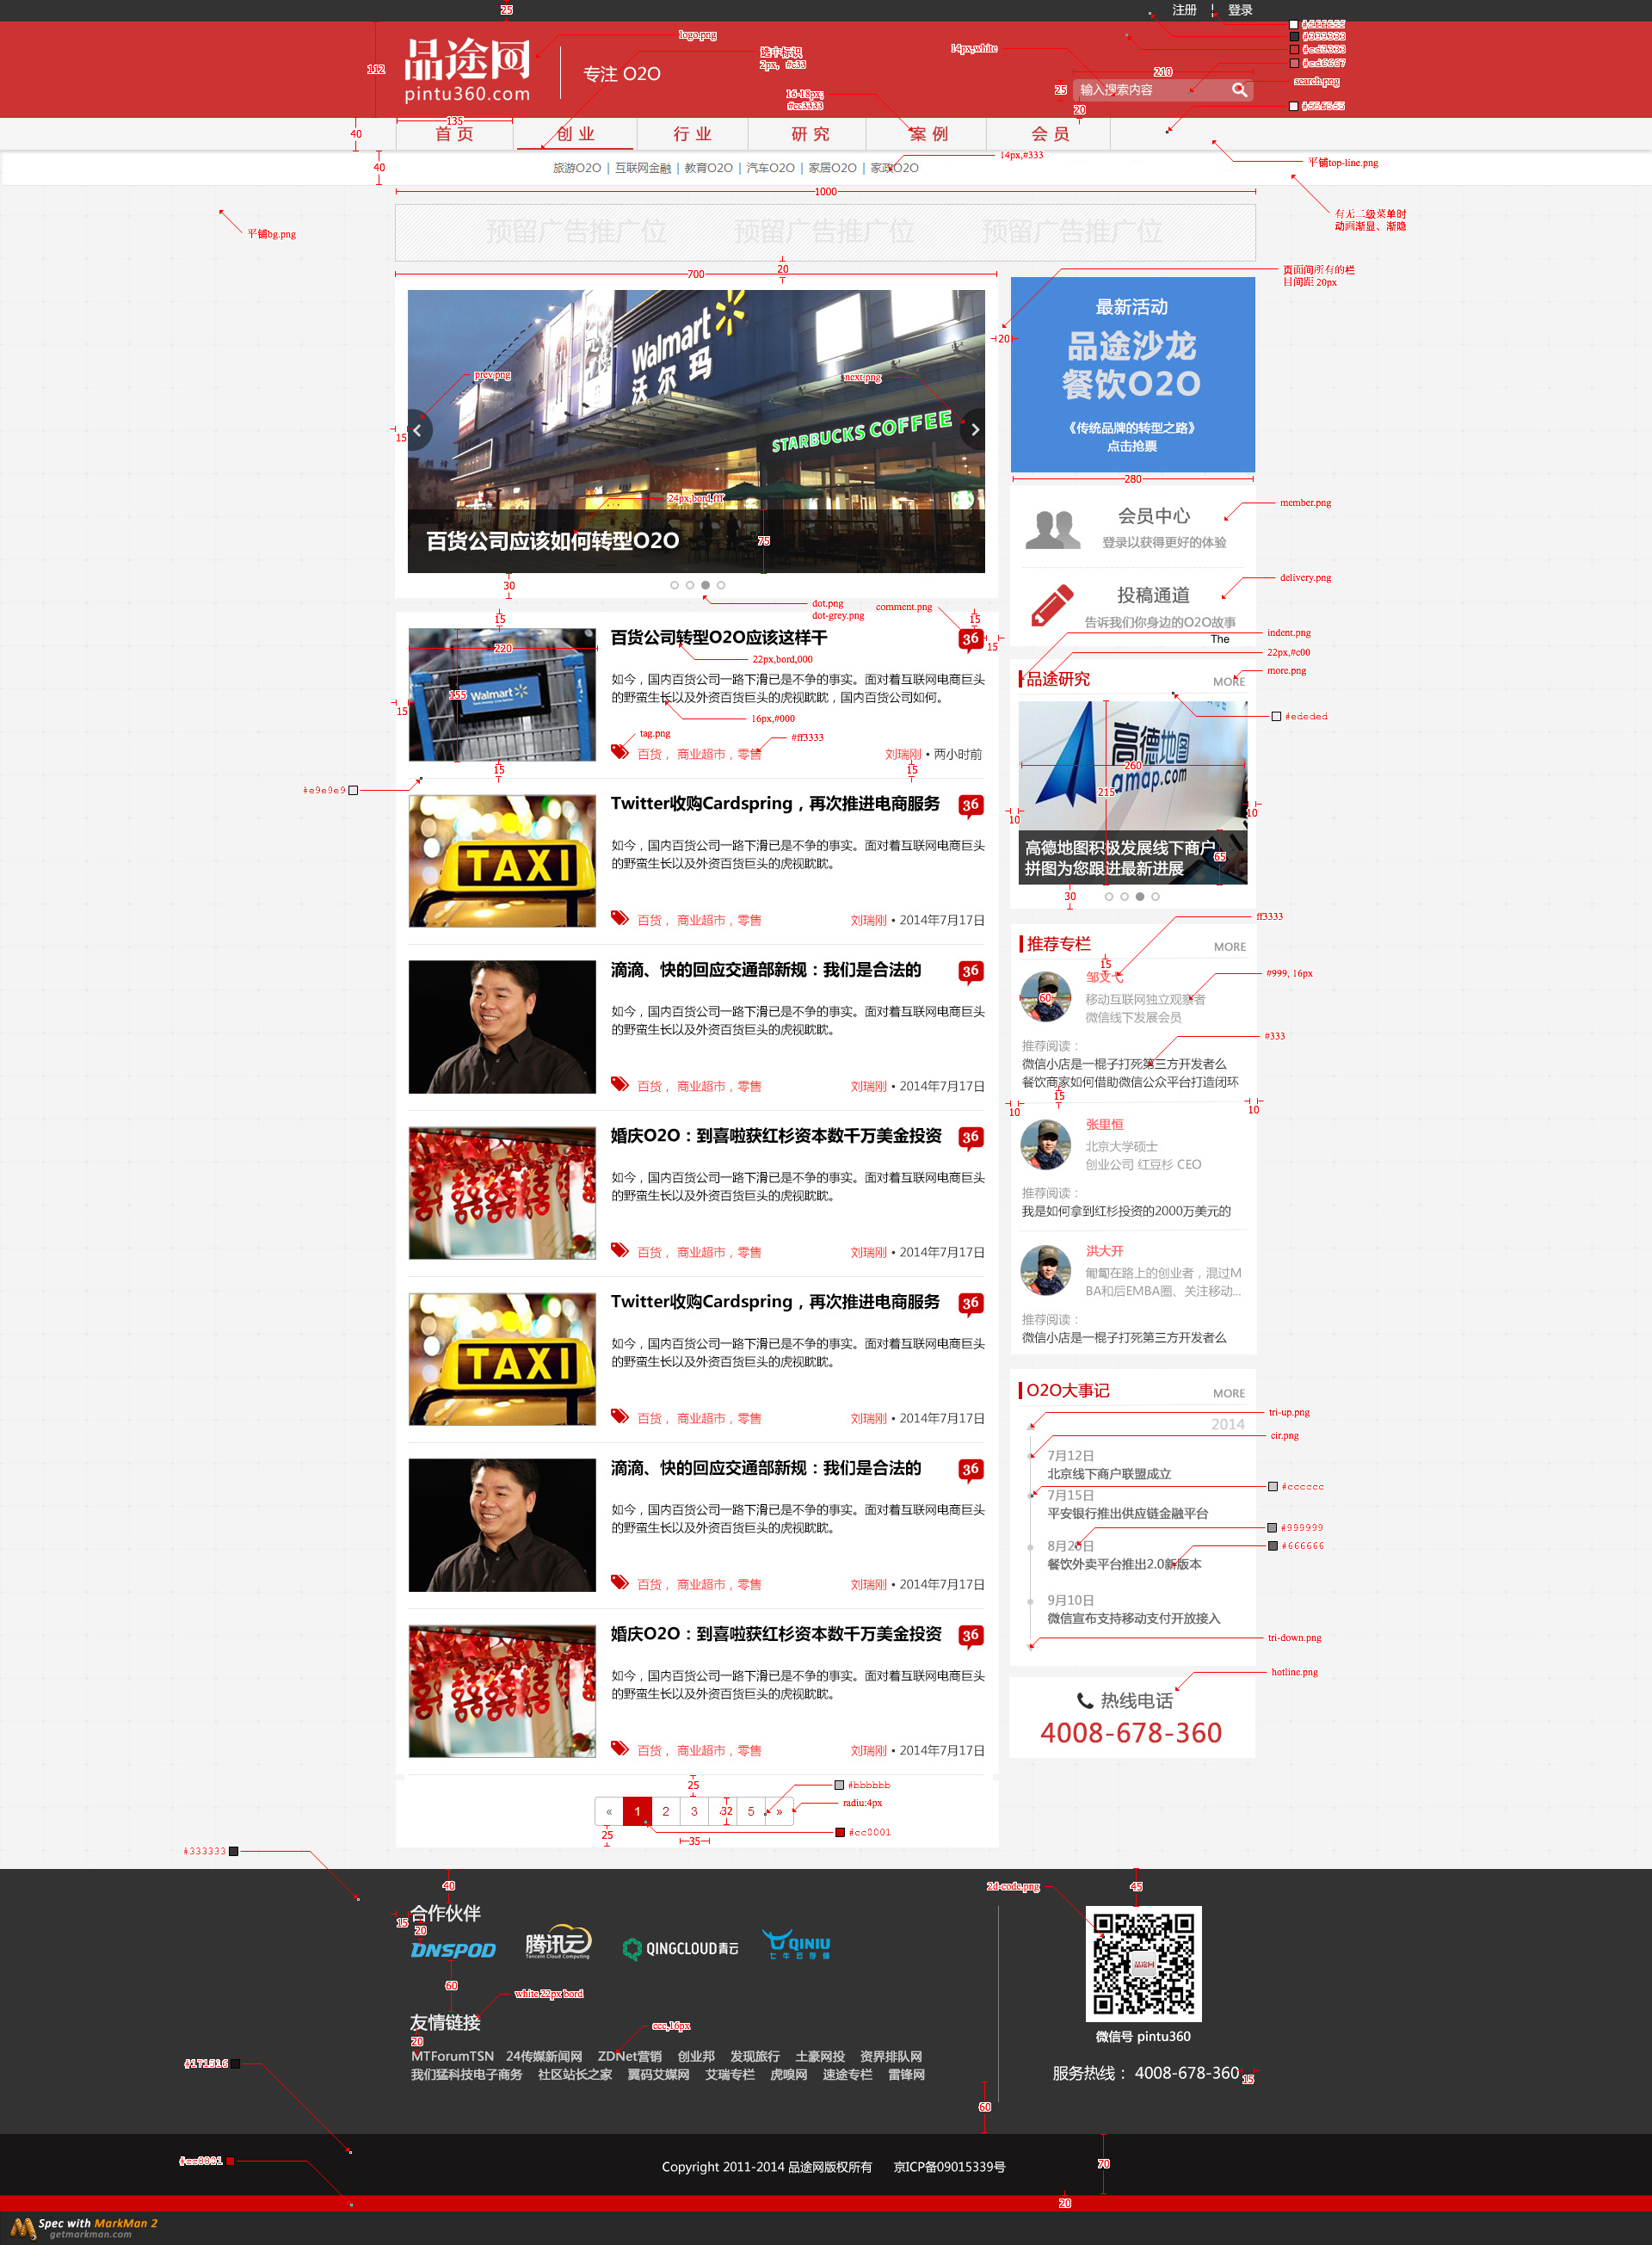 25
注册 ¦ 登录
#ffffff
#333333
#cd3333
#cd6667
search.png
#f5f5f5
logo.png
选中标识
2px, #c33
14px,white
112
品途网
pintu360.com
专注 O2O
16-18px;
#cc3333
210
25
输入搜索内容
20
135
40
首 页
创 业
行 业
研 究
案 例
会 员
40
旅游O2O | 互联网金融 | 教育O2O | 汽车O2O | 家居O2O | 家政O2O
14px,#333
平铺top-line.png
1000
有无二级菜单时
动画渐显、渐隐
平铺bg.png
预留广告推广位 预留广告推广位 预留广告推广位
20
700
页面间所有的栏
目间距 20px
Walmart
沃尔玛
STARBUCKS COFFEE
prev.png
next.png
15
20
24px,bord,fff
百货公司应该如何转型O2O
75
30
dot.png
dot-grey.png
comment.png
最新活动
品途沙龙
餐饮O2O
《传统品牌的转型之路》
点击抢票
280
会员中心
登录以获得更好的体验
member.png
投稿通道
告诉我们你身边的O2O故事
The
delivery.png
indent.png
22px,#c00
more.png
15
220
155
15
Walmart
百货公司转型O2O应该这样干
36
15
15
22px,bord,000
如今，国内百货公司一路下滑已是不争的事实。面对着互联网电商巨头
的野蛮生长以及外资百货巨头的虎视眈眈，国内百货公司如何。
16px,#000
tag.png
#ff3333
百货， 商业超市，零售
刘瑞刚 • 两小时前
15
15
#e9e9e9
TAXI
Twitter收购Cardspring，再次推进电商服务
36
如今，国内百货公司一路下滑已是不争的事实。面对着互联网电商巨头
的野蛮生长以及外资百货巨头的虎视眈眈。
百货， 商业超市，零售
刘瑞刚 • 2014年7月17日
滴滴、快的回应交通部新规：我们是合法的
36
如今，国内百货公司一路下滑已是不争的事实。面对着互联网电商巨头
的野蛮生长以及外资百货巨头的虎视眈眈。
百货， 商业超市，零售
刘瑞刚 • 2014年7月17日
婚庆O2O：到喜啦获红杉资本数千万美金投资
36
如今，国内百货公司一路下滑已是不争的事实。面对着互联网电商巨头
的野蛮生长以及外资百货巨头的虎视眈眈。
百货， 商业超市，零售
刘瑞刚 • 2014年7月17日
TAXI
Twitter收购Cardspring，再次推进电商服务
36
如今，国内百货公司一路下滑已是不争的事实。面对着互联网电商巨头
的野蛮生长以及外资百货巨头的虎视眈眈。
百货， 商业超市，零售
刘瑞刚 • 2014年7月17日
滴滴、快的回应交通部新规：我们是合法的
36
如今，国内百货公司一路下滑已是不争的事实。面对着互联网电商巨头
的野蛮生长以及外资百货巨头的虎视眈眈。
百货， 商业超市，零售
刘瑞刚 • 2014年7月17日
婚庆O2O：到喜啦获红杉资本数千万美金投资
36
如今，国内百货公司一路下滑已是不争的事实。面对着互联网电商巨头
的野蛮生长以及外资百货巨头的虎视眈眈。
百货， 商业超市，零售
刘瑞刚 • 2014年7月17日
品途研究
MORE
#ededed
高德地图
amap.com
260
215
10
10
高德地图积极发展线下商户
拼图为您跟进最新进展
65
30
ff3333
推荐专栏
MORE
15
邹文弋
#999, 16px
60
移动互联网独立观察者
微信线下发展会员
#333
推荐阅读：
微信小店是一棍子打死第三方开发者么
餐饮商家如何借助微信公众平台打造闭环
15
10
10
张里恒
北京大学硕士
创业公司 红豆杉 CEO
推荐阅读：
我是如何拿到红杉投资的2000万美元的
洪大开
匍匐在路上的创业者，混过M
BA和后EMBA圈、关注移动...
推荐阅读：
微信小店是一棍子打死第三方开发者么
O2O大事记
MORE
tri-up.png
2014
cir.png
7月12日
北京线下商户联盟成立
#cccccc
7月15日
平安银行推出供应链金融平台
#999999
8月20日
#666666
餐饮外卖平台推出2.0新版本
9月10日
微信宣布支持移动支付开放接入
tri-down.png
hotline.png
热线电话
4008-678-360
25
#bbbbbb
« 1 2 3 5 »
32
radiu:4px
#cc0001
25
35
#333333
40
15
合作伙伴
20
DNSPOD
腾讯云
Tencent Cloud Computing
QINGCLOUD青云
QINIU
七牛云存储
60
white 22px bord
友情链接
20
ccc,16px
MTForumTSN 24传媒新闻网 ZDNet营销 创业邦 发现旅行 土豪网投 资界排队网
我们猛科技电子商务 社区站长之家 翼码艾媒网 艾瑞专栏 虎嗅网 速途专栏 雷锋网
2d-code.png
45
品途网
微信号 pintu360
服务热线： 4008-678-360
15
60
#171516
#cc0001
Copyright 2011-2014 品途网版权所有 京ICP备09015339号
70
20
Spec with MarkMan 2
getmarkman.com